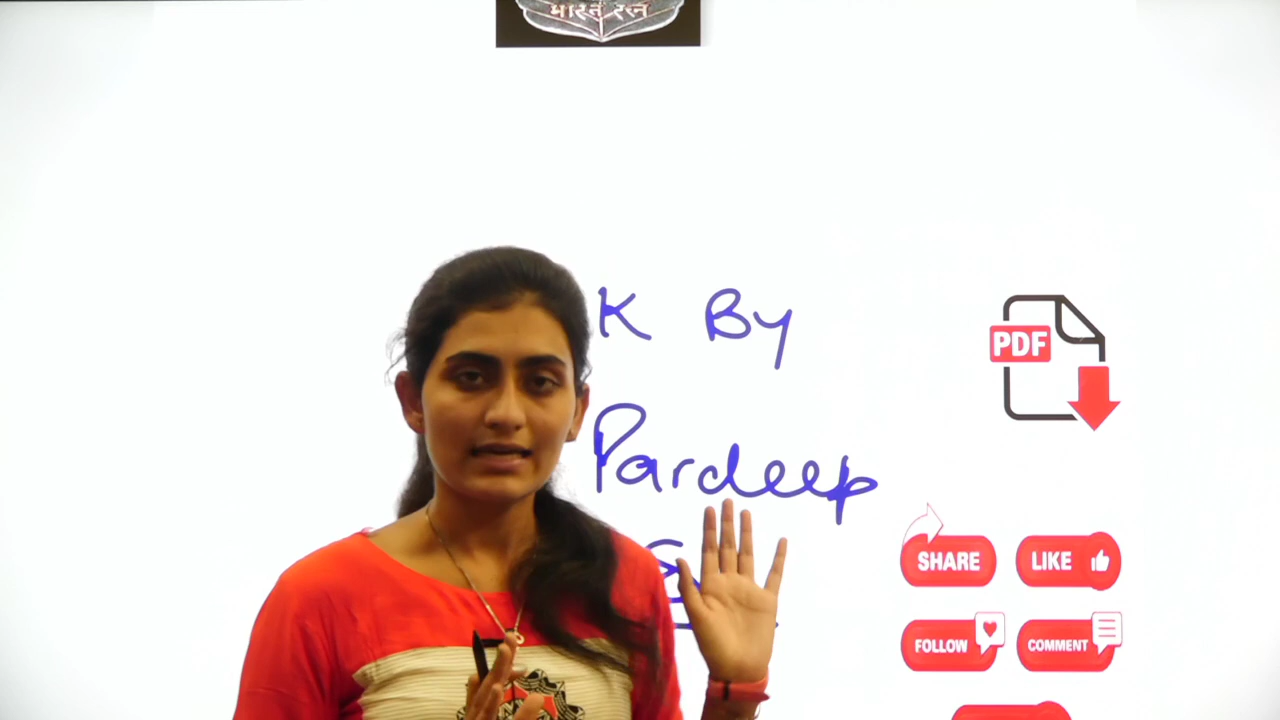 भारत रत्न
K By
Pardeep
PDF
SHARE
LIKE
FOLLOW
COMMENT